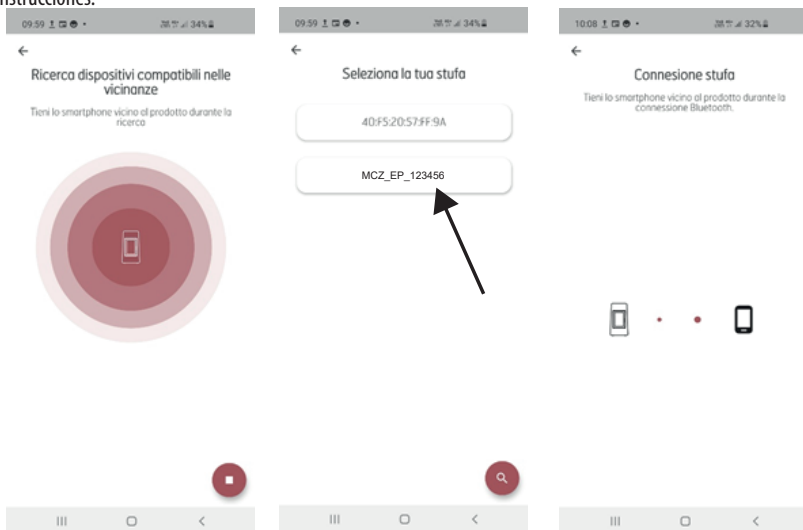 nstrucciones.
09:59
34%
Ricerca dispositivi compatibili nelle
vicinanze
Tieni lo smartphone vicino al prodotto durante la
ricerca
09:59
34%
Seleziona la tua stufa
40:F5:20:57:FF:9A
MCZ_EP_123456
10:08
32%
Connesione stufa
Tieni lo smartphone vicino al prodotto durante la
connessione Bluetooth.